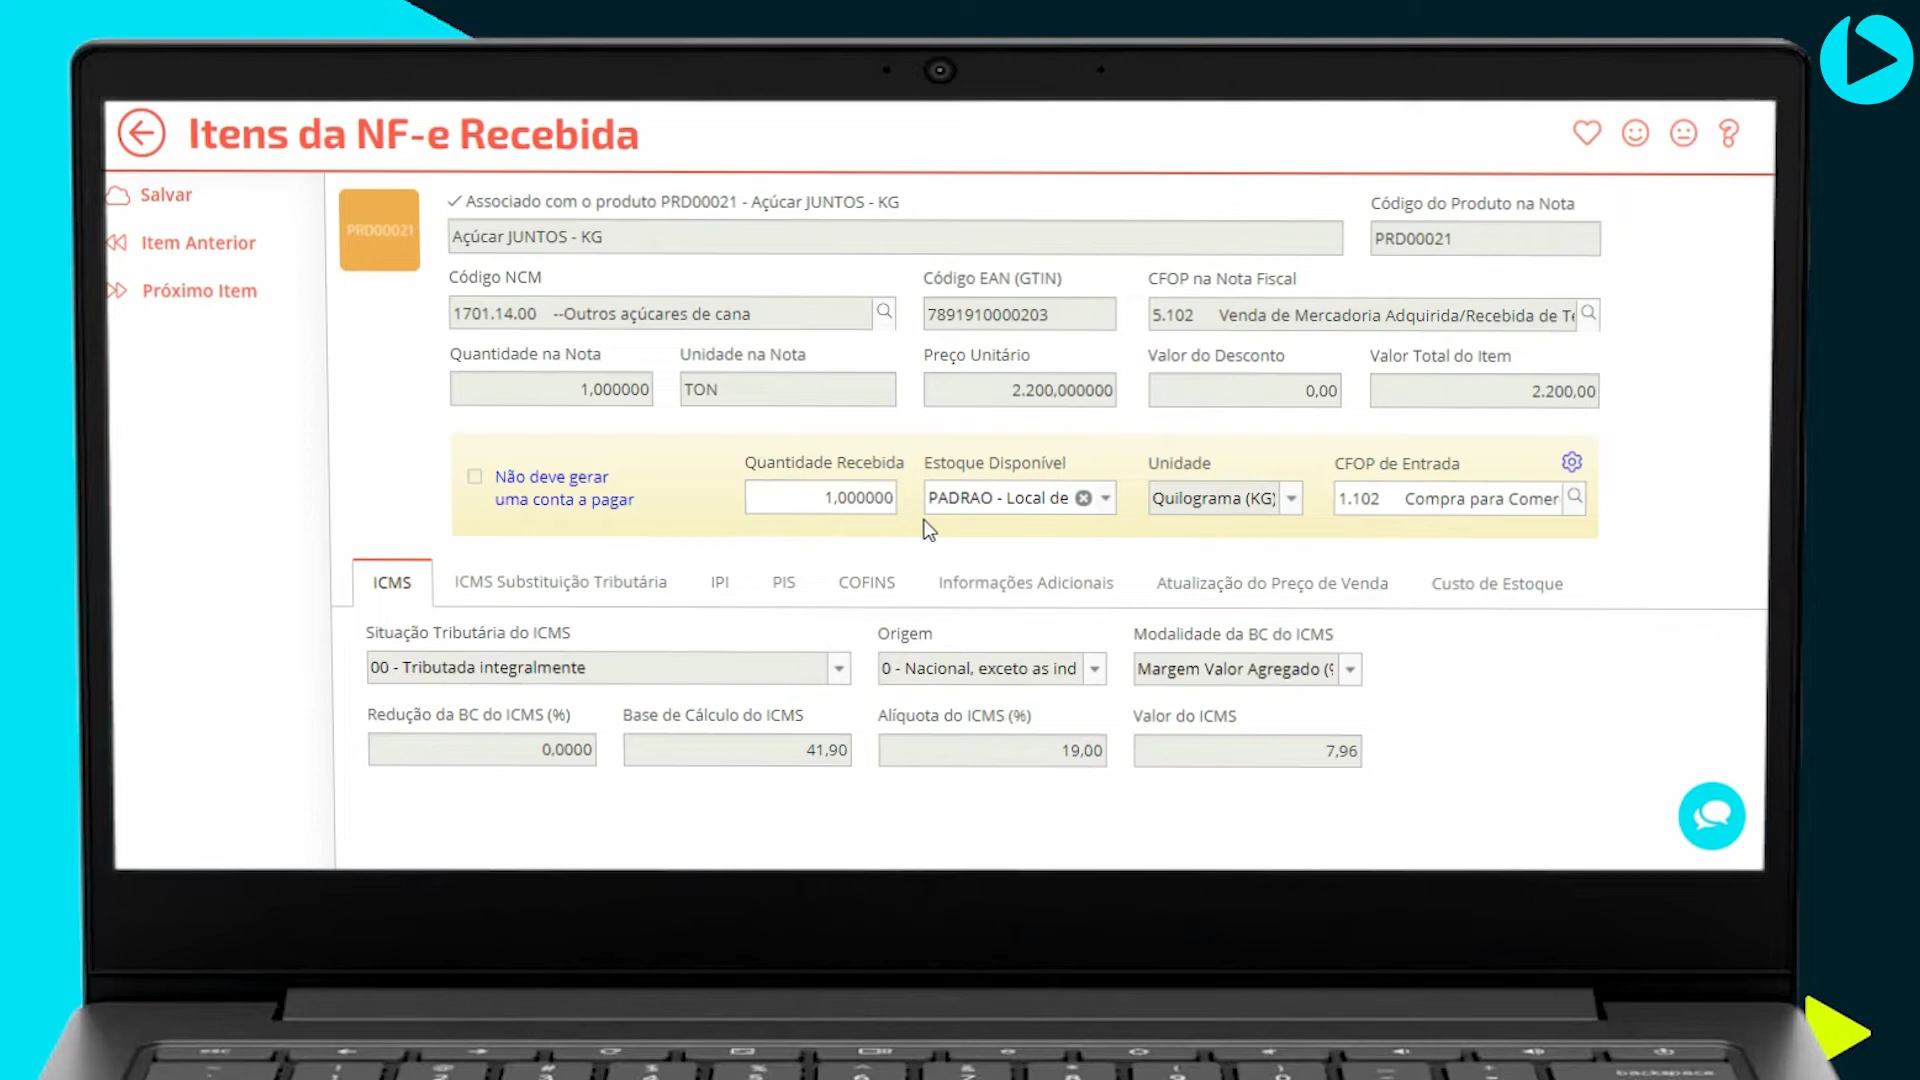 Itens da NF-e Recebida
Salvar
Item Anterior
Próximo Item
PRD00021
Associado com o produto PRD00021 - Açúcar JUNTOS - KG
Açúcar JUNTOS - KG
Código do Produto na Nota
PRD00021
Código NCM
1701.14.00 --Outros açúcares de cana
Código EAN (GTIN)
7891910000203
CFOP na Nota Fiscal
5.102 Venda de Mercadoria Adquirida/Recebida de Te
Quantidade na Nota
1,000000
Unidade na Nota
TON
Preço Unitário
2.200,000000
Valor do Desconto
0,00
Valor Total do Item
2.200,00
Não deve gerar
uma conta a pagar
Quantidade Recebida
1,000000
Estoque Disponível
PADRAO - Local de
Unidade
Quilograma (KG)
CFOP de Entrada
1.102 Compra para Comer
ICMS
ICMS Substituição Tributária
IPI
PIS
COFINS
Informações Adicionais
Atualização do Preço de Venda
Custo de Estoque
Situação Tributária do ICMS
00 - Tributada integralmente
Origem
0 - Nacional, exceto as ind
Modalidade da BC do ICMS
Margem Valor Agregado (%
Redução da BC do ICMS (%)
0,0000
Base de Cálculo do ICMS
41,90
Alíquota do ICMS (%)
19,00
Valor do ICMS
7,96
esc
backspace